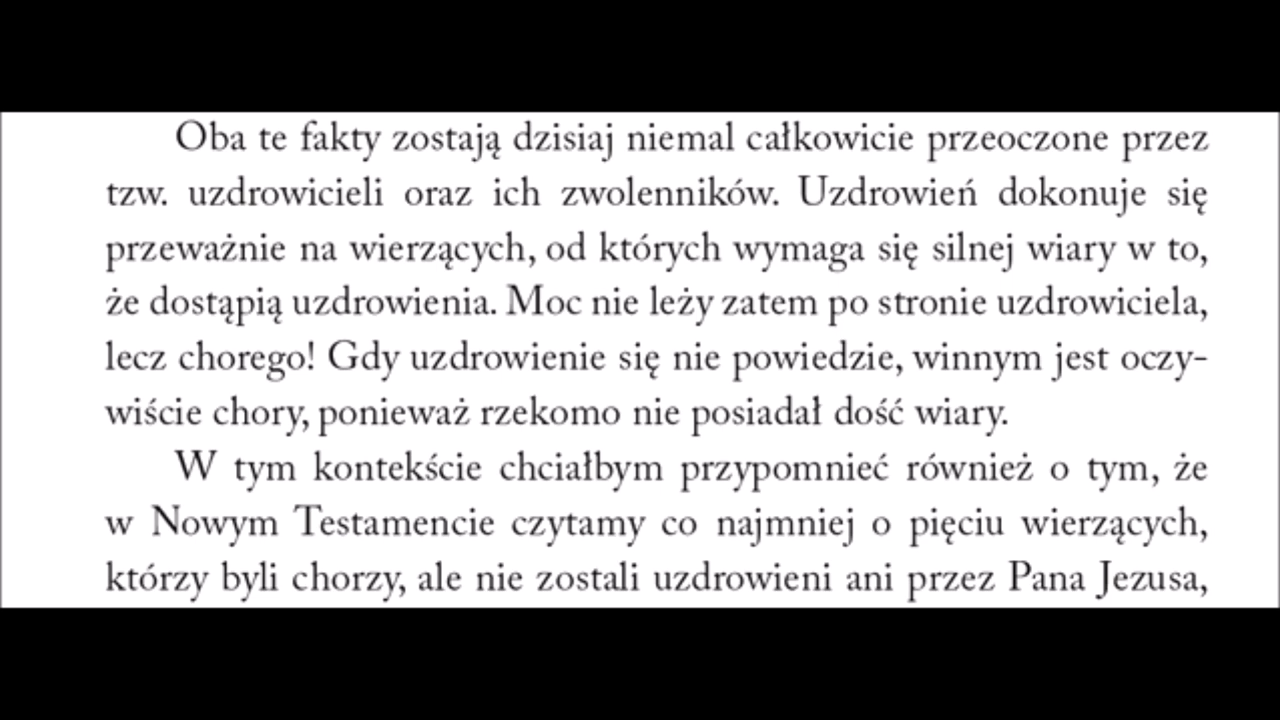 Oba te fakty zostają dzisiaj niemal całkowicie przeoczone przez
tzw. uzdrowicieli oraz ich zwolenników. Uzdrowień dokonuje się
przeważnie na wierzących, od których wymaga się silnej wiary w to,
że dostąpią uzdrowienia. Moc nie leży zatem po stronie uzdrowiciela,
lecz chorego! Gdy uzdrowienie się nie powiedzie, winnym jest oczy-
wiście chory, ponieważ rzekomo nie posiadał dość wiary.
W tym kontekście chciałbym przypomnieć również o tym, że
w Nowym Testamencie czytamy co najmniej o pięciu wierzących,
którzy byli chorzy, ale nie zostali uzdrowieni ani przez Pana Jezusa,